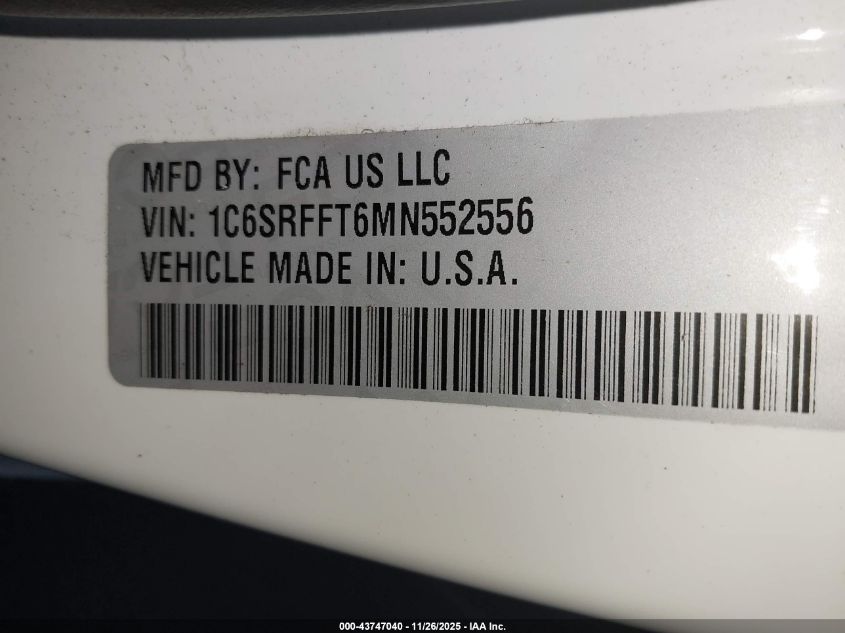 MFD BY: FCA US LLC
VIN: 1C6SRFFT6MN552556
VEHICLE MADE IN: U.S.A.
000-43747040 - 11/26/2025 - IAA Inc.